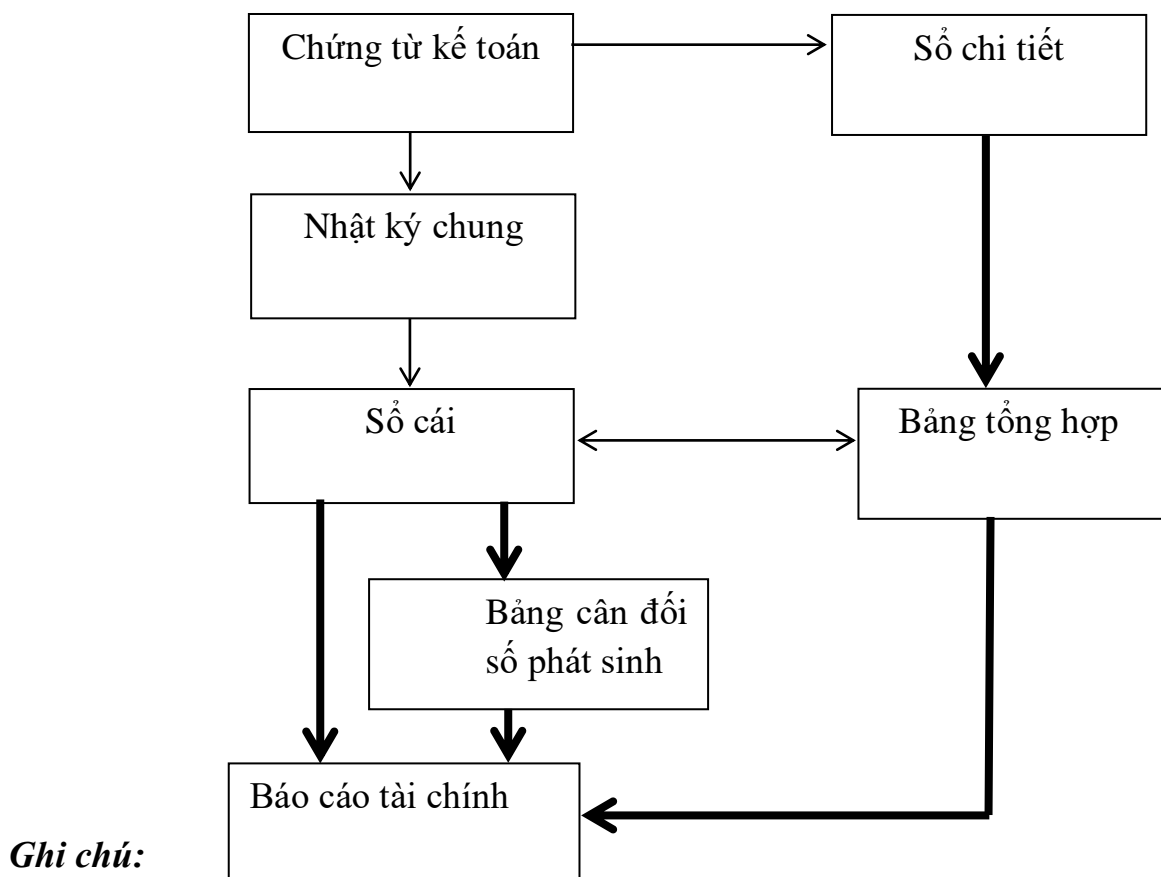 Chứng từ kế toán
Sổ chi tiết
Nhật ký chung
Sổ cái
Bảng tổng hợp
Bảng cân đối
số phát sinh
Báo cáo tài chính
Ghi chú: